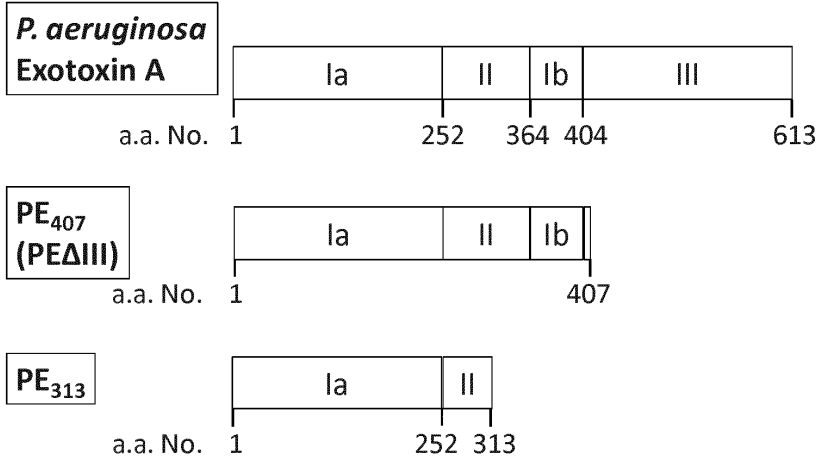 P. aeruginosa
Exotoxin A
Ia II Ib III
a.a. No. 1 252 364 404 613
PE407
(PEΔIII)
Ia II Ib
a.a. No. 1 407
PE313
Ia II
a.a. No. 1 252 313